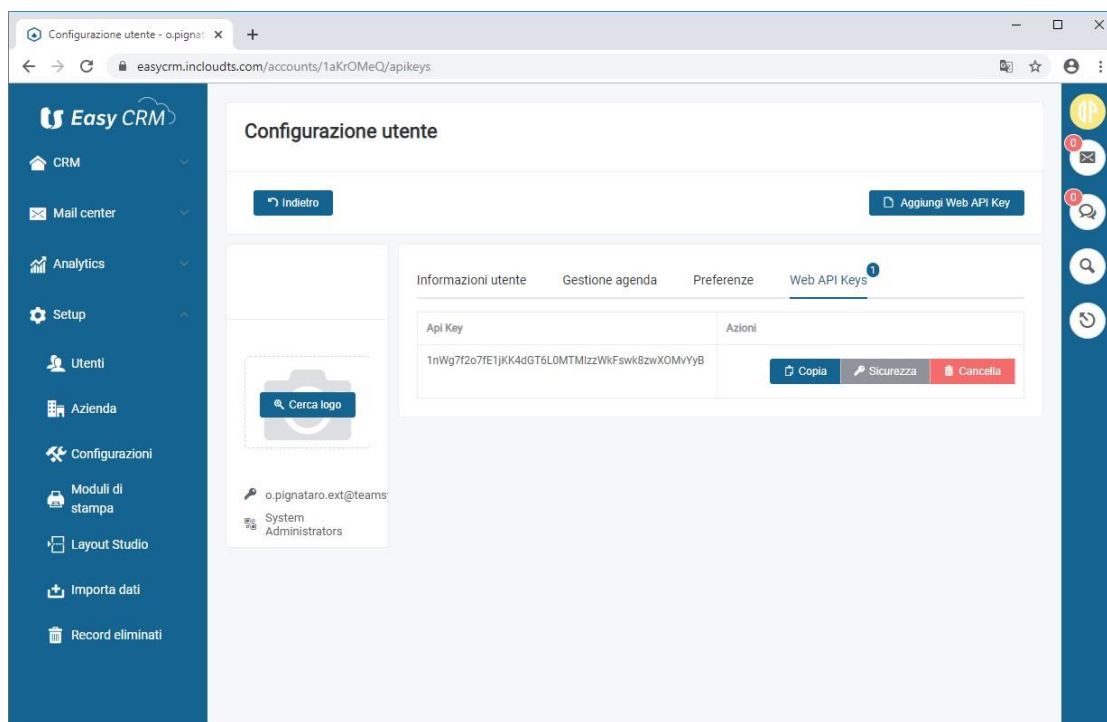 Configurazione utente - o.pignat
easycrm.incloudts.com/accounts/1aKrOMeQ/apikeys
ts Easy CRM
CRM
Mail center
Analytics
Setup
Utenti
Azienda
Configurazioni
Moduli di
stampa
Layout Studio
Importa dati
Record eliminati
Configurazione utente
Indietro
Aggiungi Web API Key
Cerca logo
o.pignataro.ext@teams
System
Administrators
Informazioni utente
Gestione agenda
Preferenze
Web API Keys 1
Api Key
Azioni
1nWg7f2o7fE1jKK4dGT6L0MTMIzzWkFswk8zwXOMvYyB
Copia
Sicurezza
Cancella
OP
0
0